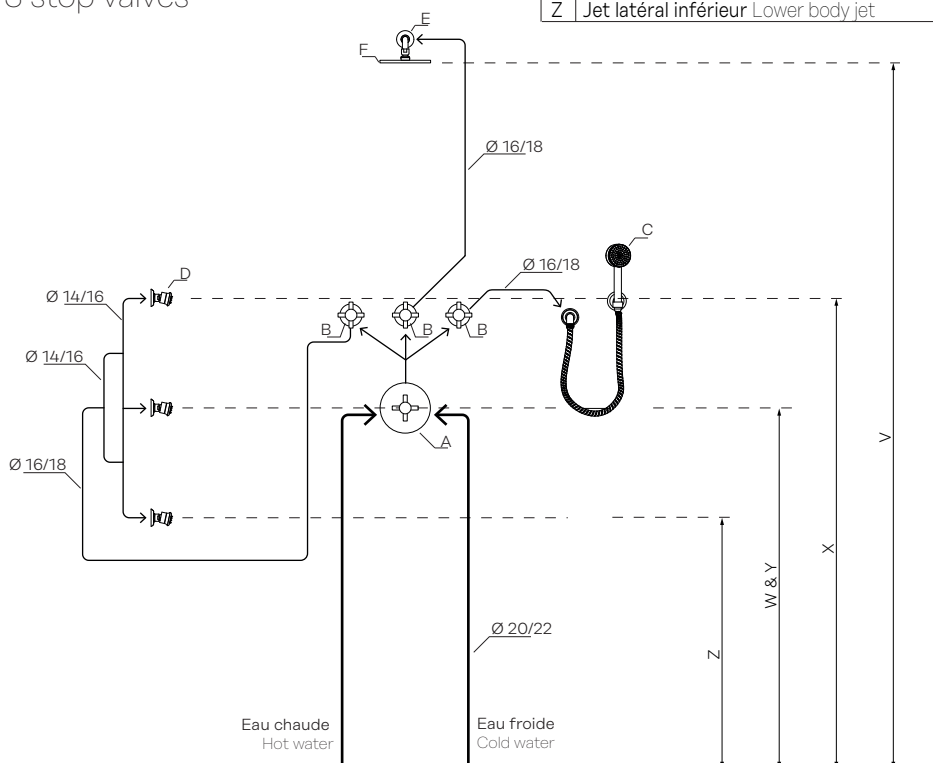 3 stop valves
Z Jet latéral inférieur Lower body jet
E
F
Ø 16/18
C
Ø 16/18
D
Ø 14/16
B
B
B
Ø 14/16
A
V
Ø 16/18
X
W & Y
Ø 20/22
Z
Eau chaude
Hot water
Eau froide
Cold water